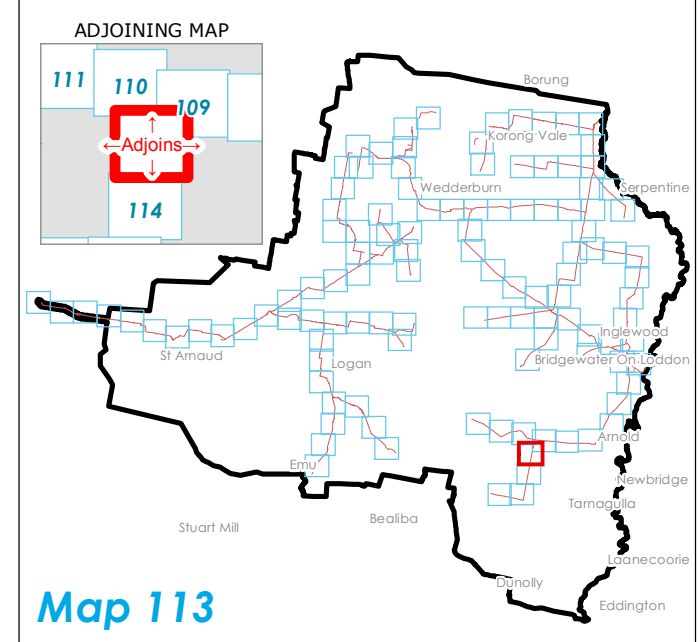 ADJOINING MAP
111
110
109
←Adjoins→
114
Borung
Korong Vale
Wedderburn
Serpentine
Inglewood
St Arnaud
Logan
Bridgewater On Loddon
Arnold
Emu
Newbridge
Tarnagulla
Stuart Mill
Bealiba
Laanecoorie
Dunolly
Eddington
Map 113